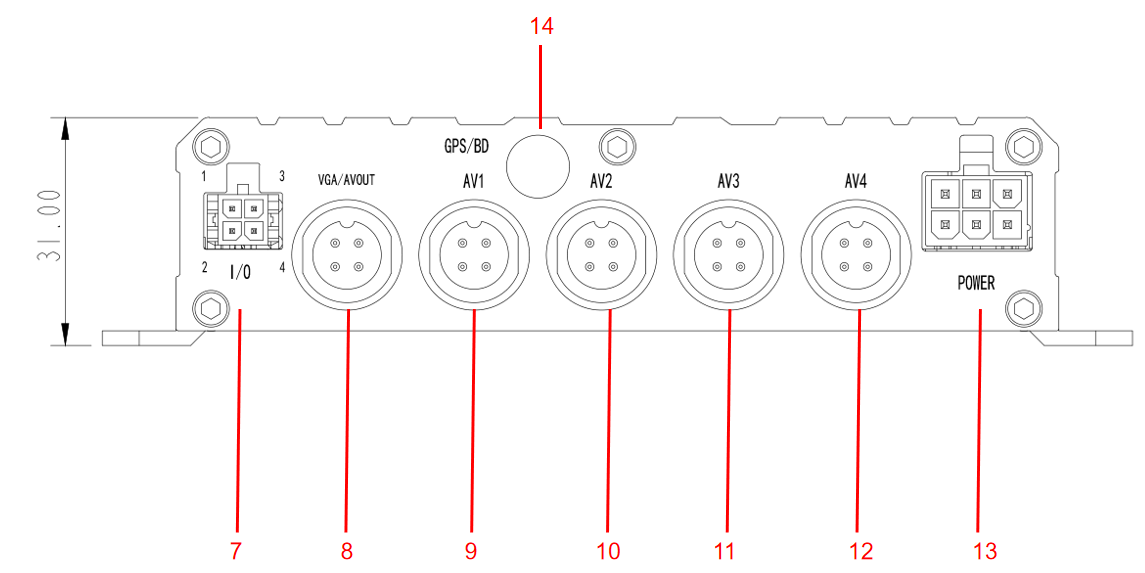 14
GPS/BD
1 3
VGA/AVOUT AV1 AV2 AV3 AV4
31.00
2 4
I/O
POWER
7 8 9 10 11 12 13